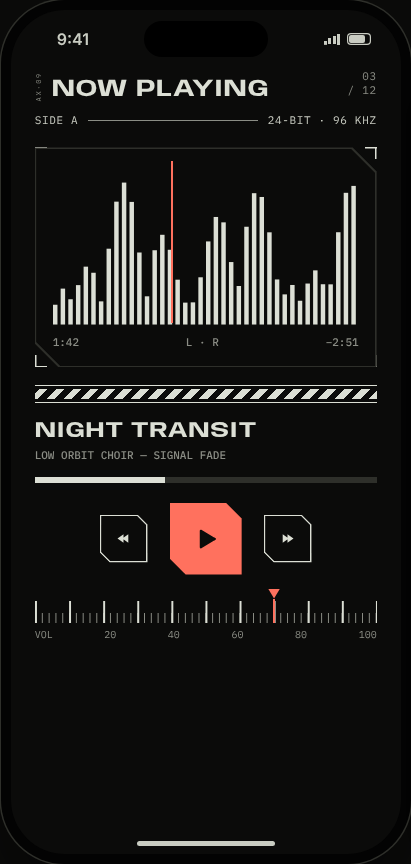 9:41
AX-09
NOW PLAYING
03
/ 12
SIDE A
24-BIT · 96 KHZ
1:42
L · R
−2:51
NIGHT TRANSIT
LOW ORBIT CHOIR — SIGNAL FADE
VOL 20 40 60 80 100